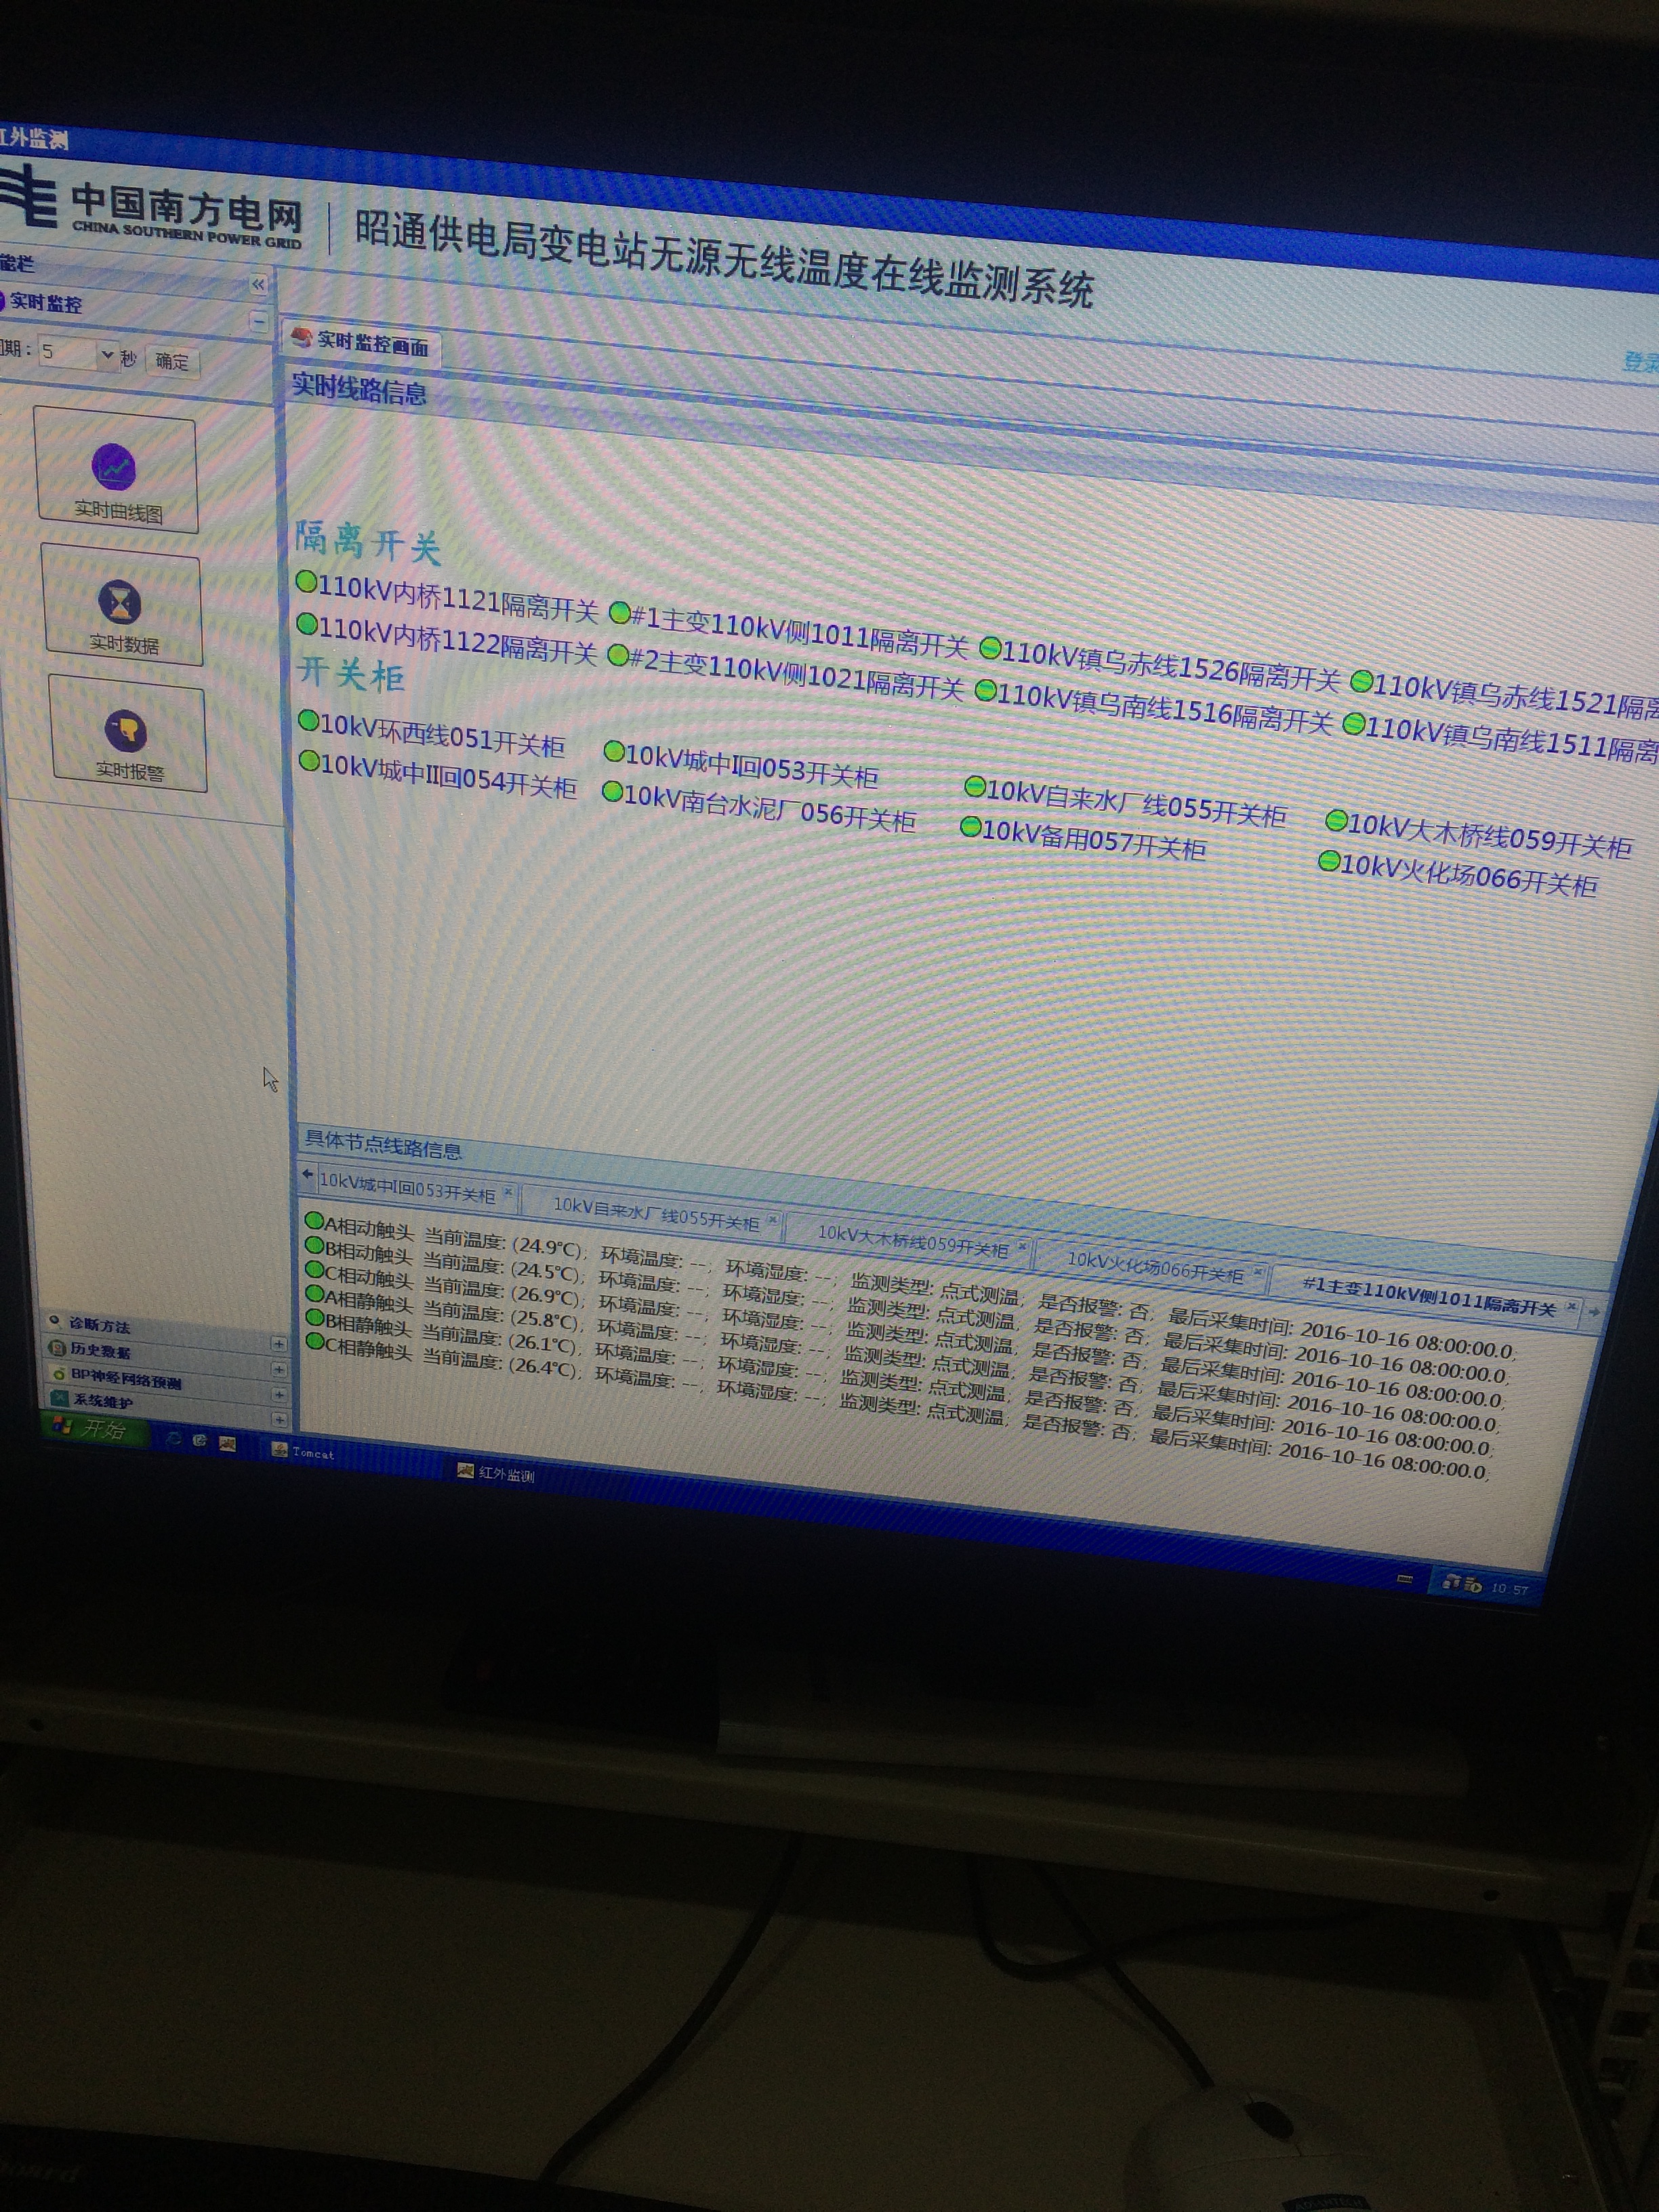 红外监测
中国南方电网
CHINA SOUTHERN POWER GRID
昭通供电局变电站无源无线温度在线监测系统
能栏
实时监控
期: 5 秒 确定
登录
实时监控画面
实时线路信息
实时曲线图
实时数据
实时报警
隔离开关
110kV内桥1121隔离开关 #1主变110kV侧1011隔离开关 110kV镇乌赤线1526隔离开关 110kV镇乌赤线1521隔离
110kV内桥1122隔离开关 #2主变110kV侧1021隔离开关 110kV镇乌南线1516隔离开关 110kV镇乌南线1511隔离
开关柜
10kV环西线051开关柜 10kV城中I回053开关柜 10kV自来水厂线055开关柜 10kV大木桥线059开关柜
10kV城中II回054开关柜 10kV南台水泥厂056开关柜 10kV备用057开关柜 10kV火化场066开关柜
具体节点线路信息
10kV城中I回053开关柜 10kV自来水厂线055开关柜 10kV大木桥线059开关柜 10kV火化场066开关柜 #1主变110kV侧1011隔离开关
A相动触头 当前温度: (24.9℃); 环境温度: --; 环境湿度: --; 监测类型: 点式测温; 是否报警: 否; 最后采集时间: 2016-10-16 08:00:00.0;
B相动触头 当前温度: (24.5℃); 环境温度: --; 环境湿度: --; 监测类型: 点式测温; 是否报警: 否; 最后采集时间: 2016-10-16 08:00:00.0;
C相动触头 当前温度: (26.9℃); 环境温度: --; 环境湿度: --; 监测类型: 点式测温; 是否报警: 否; 最后采集时间: 2016-10-16 08:00:00.0;
A相静触头 当前温度: (25.8℃); 环境温度: --; 环境湿度: --; 监测类型: 点式测温; 是否报警: 否; 最后采集时间: 2016-10-16 08:00:00.0;
B相静触头 当前温度: (26.1℃); 环境温度: --; 环境湿度: --; 监测类型: 点式测温; 是否报警: 否; 最后采集时间: 2016-10-16 08:00:00.0;
C相静触头 当前温度: (26.4℃); 环境温度: --; 环境湿度: --; 监测类型: 点式测温; 是否报警: 否; 最后采集时间: 2016-10-16 08:00:00.0;
诊断方法
历史数据
BP神经网络预测
系统维护
开始 Tomcat 红外监测 10:57
ADVANTECH